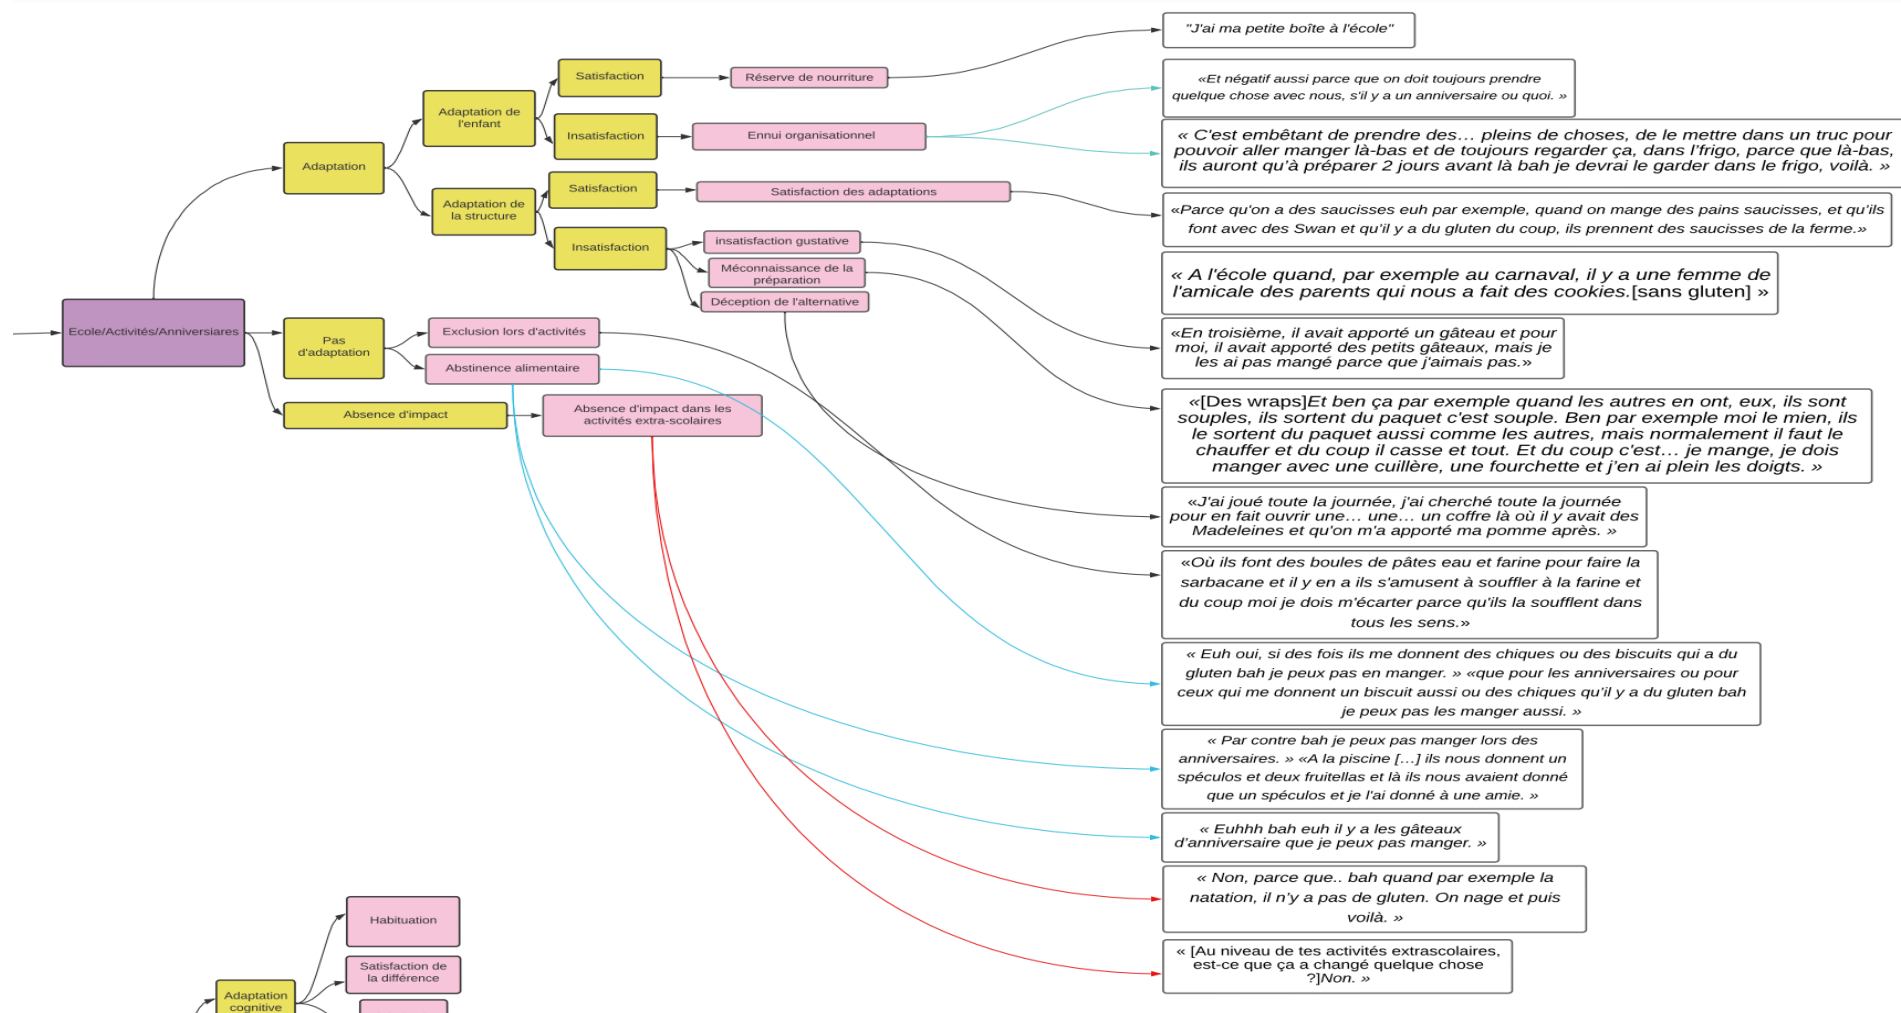 "J'ai ma petite boîte à l'école"
Satisfaction
Réserve de nourriture
«Et négatif aussi parce que on doit toujours prendre
quelque chose avec nous, s'il y a un anniversaire ou quoi. »
Adaptation de
l'enfant
Insatisfaction
Ennui organisationnel
« C'est embêtant de prendre des… pleins de choses, de le mettre dans un truc pour
pouvoir aller manger là-bas et de toujours regarder ça, dans l'frigo, parce que là-bas,
ils auront qu'à préparer 2 jours avant là bah je devrai le garder dans le frigo, voilà. »
Adaptation
Satisfaction
Satisfaction des adaptations
Adaptation de
la structure
«Parce qu'on a des saucisses euh par exemple, quand on mange des pains saucisses, et qu'ils
font avec des Swan et qu'il y a du gluten du coup, ils prennent des saucisses de la ferme.»
Insatisfaction
insatisfaction gustative
Méconnaissance de la
préparation
Déception de l'alternative
« A l'école quand, par exemple au carnaval, il y a une femme de
l'amicale des parents qui nous a fait des cookies.[sans gluten] »
Ecole/Activités/Anniversiares
Pas
d'adaptation
Exclusion lors d'activités
Abstinence alimentaire
«En troisième, il avait apporté un gâteau et pour
moi, il avait apporté des petits gâteaux, mais je
les ai pas mangé parce que j'aimais pas.»
Absence d'impact
Absence d'impact dans les
activités extra-scolaires
«[Des wraps]Et ben ça par exemple quand les autres en ont, eux, ils sont
souples, ils sortent du paquet c'est souple. Ben par exemple moi le mien, ils
le sortent du paquet aussi comme les autres, mais normalement il faut le
chauffer et du coup il casse et tout. Et du coup c'est… je mange, je dois
manger avec une cuillère, une fourchette et j'en ai plein les doigts. »
«J'ai joué toute la journée, j'ai cherché toute la journée
pour en fait ouvrir une… une… un coffre là où il y avait des
Madeleines et qu'on m'a apporté ma pomme après. »
«Où ils font des boules de pâtes eau et farine pour faire la
sarbacane et il y en a ils s'amusent à souffler à la farine et
du coup moi je dois m'écarter parce qu'ils la soufflent dans
tous les sens.»
« Euh oui, si des fois ils me donnent des chiques ou des biscuits qui a du
gluten bah je peux pas en manger. » «que pour les anniversaires ou pour
ceux qui me donnent un biscuit aussi ou des chiques qu'il y a du gluten bah
je peux pas les manger aussi. »
« Par contre bah je peux pas manger lors des
anniversaires. » «A la piscine […] ils nous donnent un
spéculos et deux fruitellas et là ils nous avaient donné
que un spéculos et je l'ai donné à une amie. »
« Euhhh bah euh il y a les gâteaux
d'anniversaire que je peux pas manger. »
« Non, parce que.. bah quand par exemple la
natation, il n'y a pas de gluten. On nage et puis
voilà. »
« [Au niveau de tes activités extrascolaires,
est-ce que ça a changé quelque chose
?]Non. »
Habituation
Satisfaction de
la différence
Adaptation
cognitive